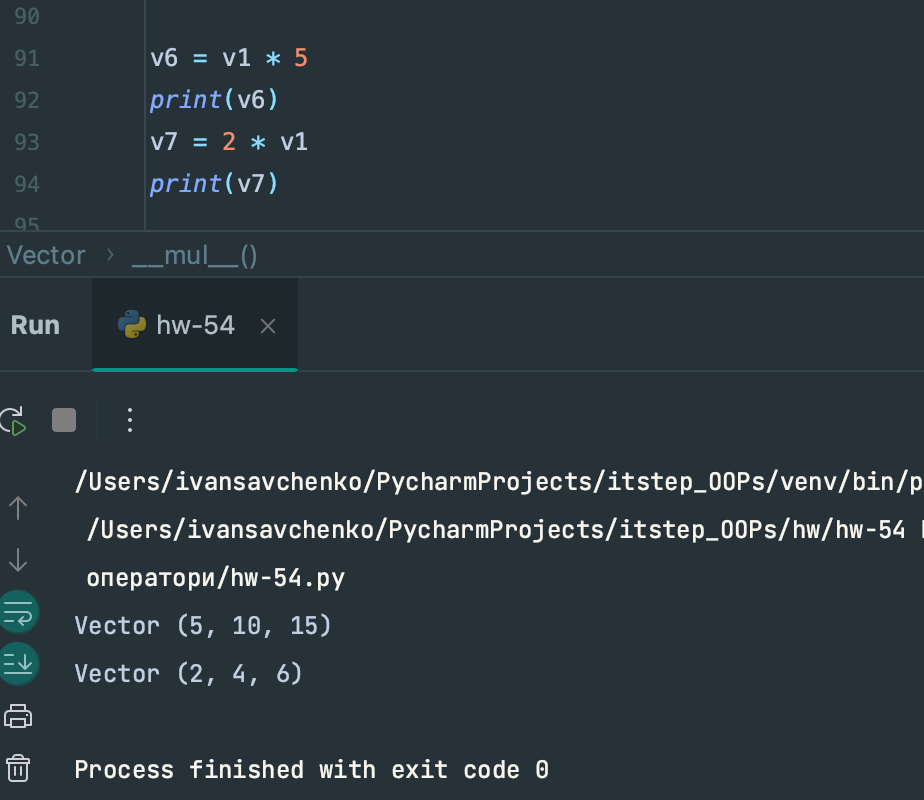 90
91 v6 = v1 * 5
92 print(v6)
93 v7 = 2 * v1
94 print(v7)
95
Vector › __mul__()
Run hw-54 ×
/Users/ivansavchenko/PycharmProjects/itstep_OOPs/venv/bin/p
/Users/ivansavchenko/PycharmProjects/itstep_OOPs/hw/hw-54
оператори/hw-54.py
Vector (5, 10, 15)
Vector (2, 4, 6)
Process finished with exit code 0